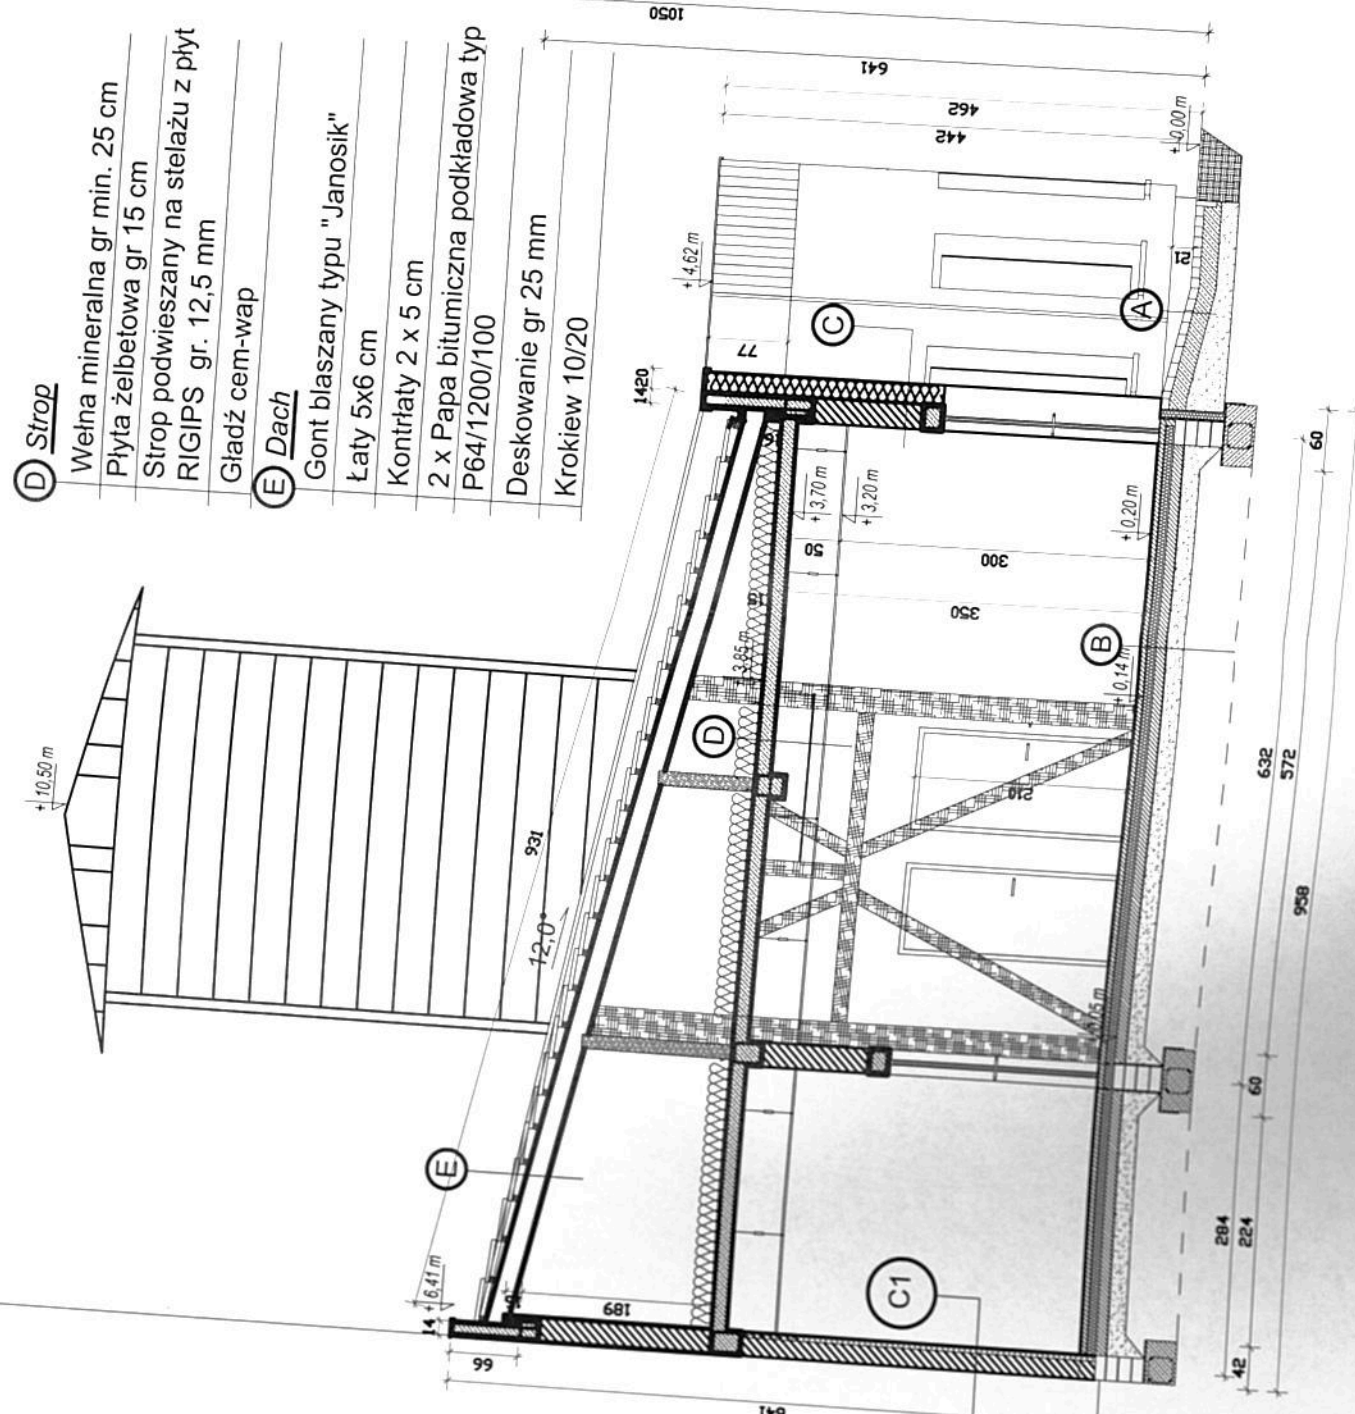 D Strop
Wełna mineralna gr min. 25 cm
Płyta żelbetowa gr 15 cm
Strop podwieszany na stelażu z płyt
RIGIPS gr. 12,5 mm
Gładź cem-wap
E Dach
Gont blaszany typu "Janosik"
Łaty 5x6 cm
Kontrłaty 2 x 5 cm
2 x Papa bitumiczna podkładowa typ
P64/1200/100
Deskowanie gr 25 mm
Krokiew 10/20
1050
641
462
442
+ 0,00 m
+ 10,50 m
931
12,0°
+ 4,62 m
77
1420
C
A
21
+ 3,70 m
+ 3,20 m
50
300
350
+ 0,20 m
60
3,85 m
D
B
+ 0,14 m
210
632
572
958
E
+ 6,41 m
14
99
189
C1
60
284
224
42
641